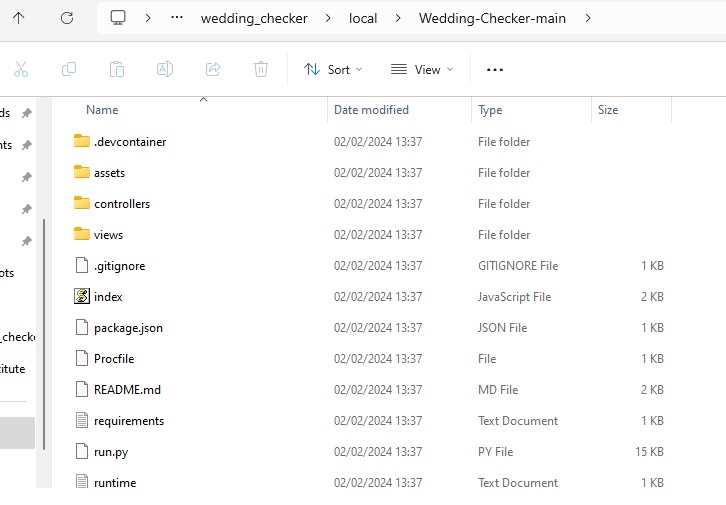 ··· wedding_checker local Wedding-Checker-main
Sort View ···
Name Date modified Type Size
.devcontainer 02/02/2024 13:37 File folder
assets 02/02/2024 13:37 File folder
controllers 02/02/2024 13:37 File folder
views 02/02/2024 13:37 File folder
.gitignore 02/02/2024 13:37 GITIGNORE File 1 KB
index 02/02/2024 13:37 JavaScript File 2 KB
package.json 02/02/2024 13:37 JSON File 1 KB
Procfile 02/02/2024 13:37 File 1 KB
README.md 02/02/2024 13:37 MD File 2 KB
requirements 02/02/2024 13:37 Text Document 1 KB
run.py 02/02/2024 13:37 PY File 15 KB
runtime 02/02/2024 13:37 Text Document 1 KB